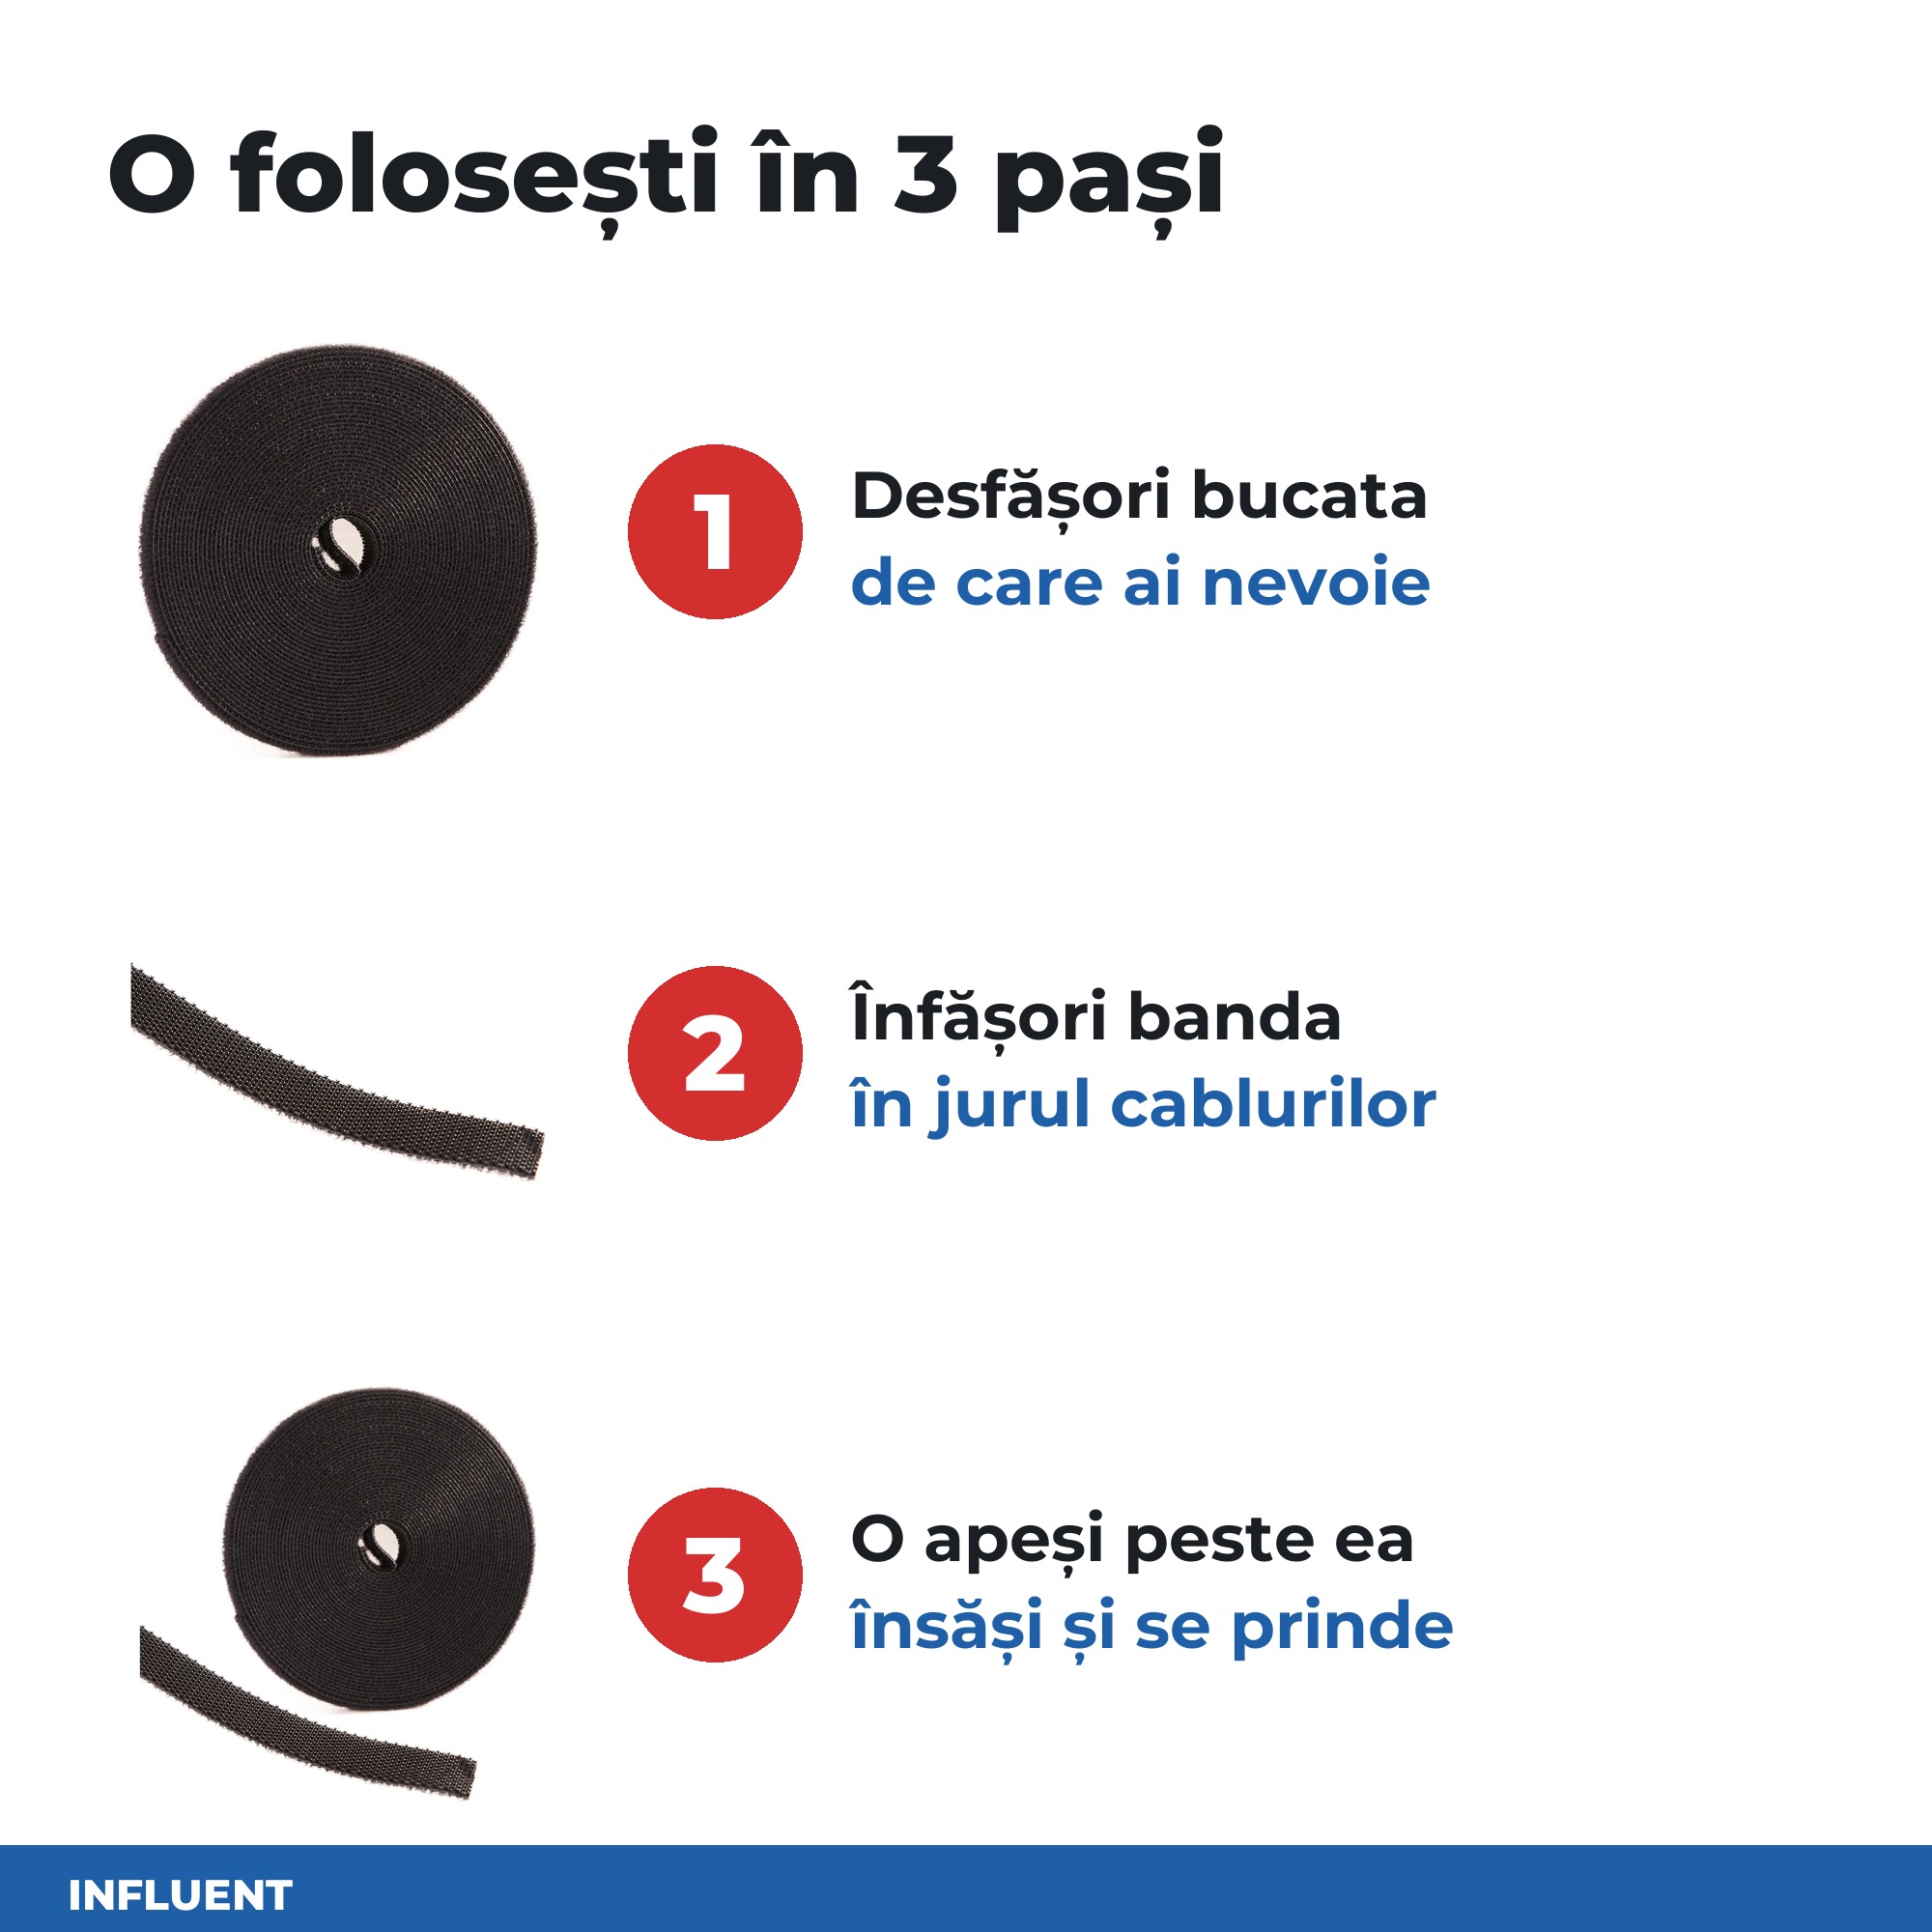 O folosești în 3 pași
1
Desfășori bucata
de care ai nevoie
2
Înfășori banda
în jurul cablurilor
3
O apeși peste ea
însăși și se prinde
INFLUENT